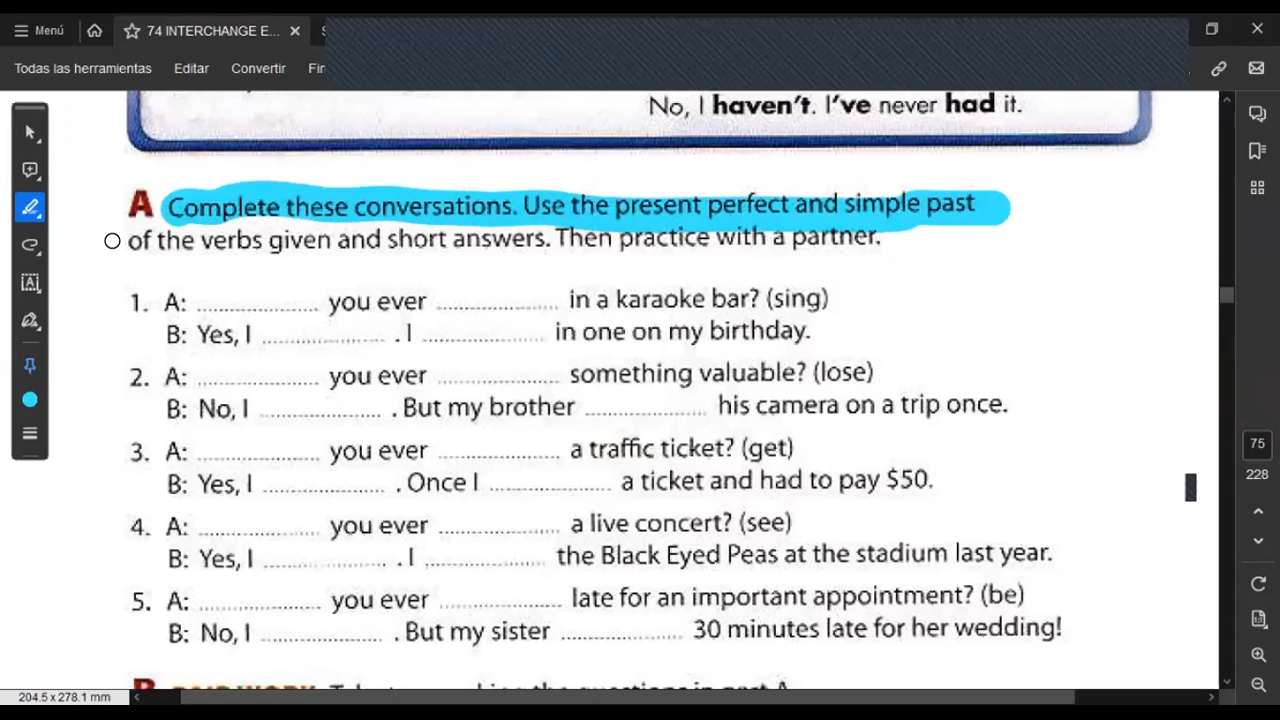 Menú
74 INTERCHANGE E...
Todas las herramientas Editar Convertir
No, I haven't. I've never had it.
A Complete these conversations. Use the present perfect and simple past
of the verbs given and short answers. Then practice with a partner.
1. A: .................... you ever .................... in a karaoke bar? (sing)
B: Yes, I .................... . I .................... in one on my birthday.
2. A: .................... you ever .................... something valuable? (lose)
B: No, I .................... . But my brother .................... his camera on a trip once.
3. A: .................... you ever .................... a traffic ticket? (get)
B: Yes, I .................... . Once I .................... a ticket and had to pay $50.
4. A: .................... you ever .................... a live concert? (see)
B: Yes, I .................... . I .................... the Black Eyed Peas at the stadium last year.
5. A: .................... you ever .................... late for an important appointment? (be)
B: No, I .................... . But my sister .................... 30 minutes late for her wedding!
75
228
204.5 x 278.1 mm